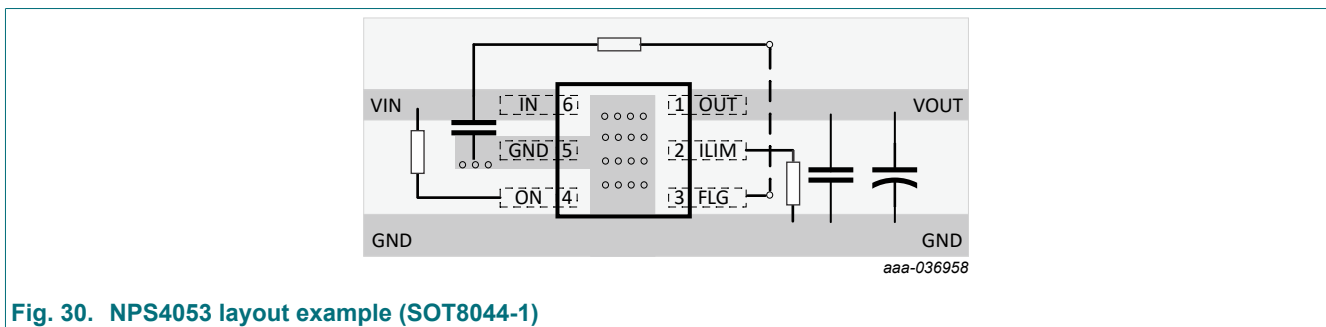 VIN IN 6 1 OUT VOUT
GND 5 2 ILIM
ON 4 3 FLG
GND GND
aaa-036958
Fig. 30. NPS4053 layout example (SOT8044-1)